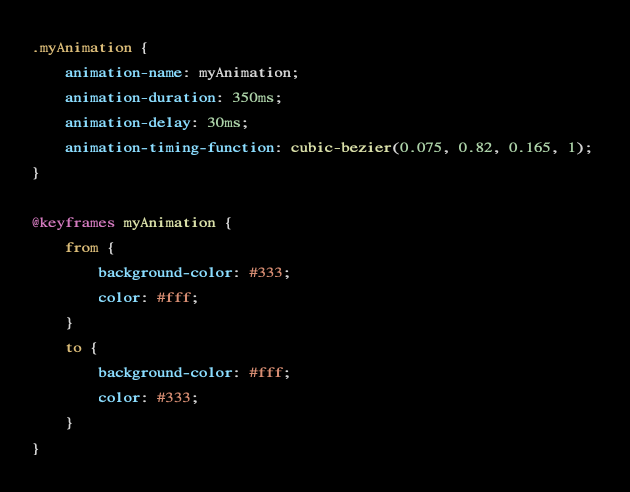 .myAnimation {
    animation-name: myAnimation;
    animation-duration: 350ms;
    animation-delay: 30ms;
    animation-timing-function: cubic-bezier(0.075, 0.82, 0.165, 1);
}

@keyframes myAnimation {
    from {
        background-color: #333;
        color: #fff;
    }
    to {
        background-color: #fff;
        color: #333;
    }
}